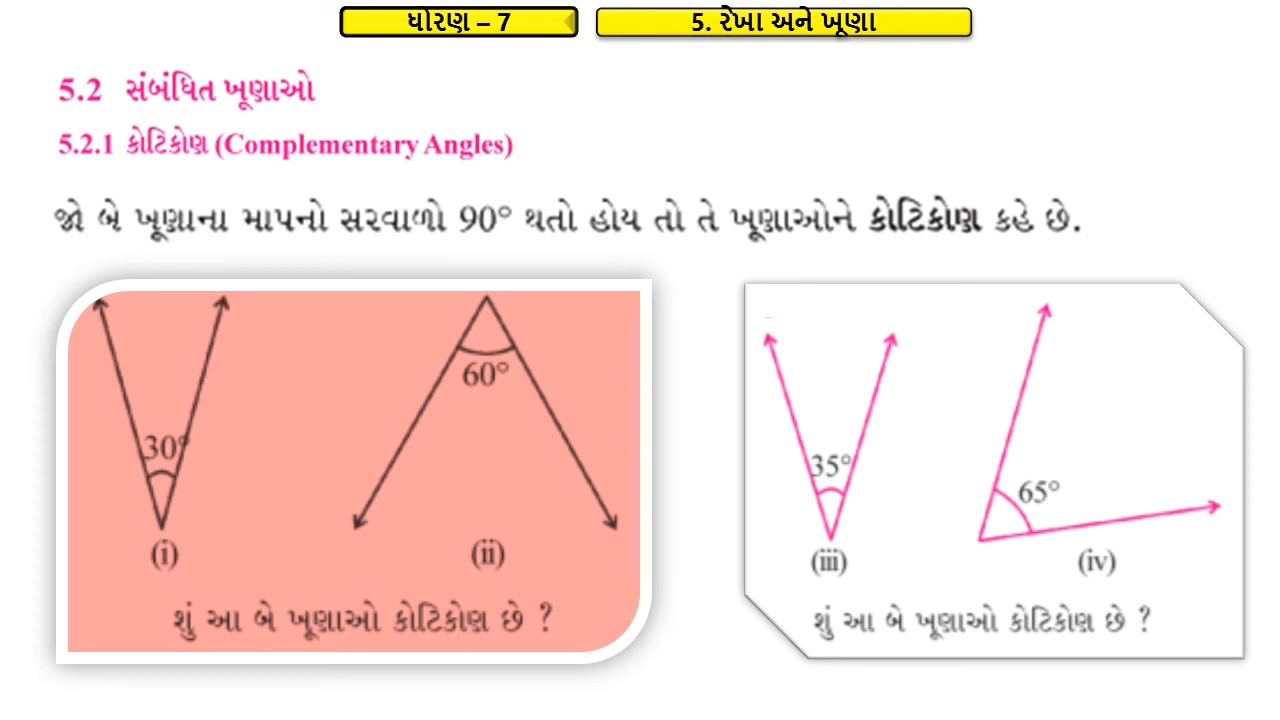 ધોરણ – 7
5. રેખા અને ખૂણા
5.2 સંબંધિત ખૂણાઓ
5.2.1 કોટિકોણ (Complementary Angles)
જો બે ખૂણાના માપનો સરવાળો 90° થતો હોય તો તે ખૂણાઓને કોટિકોણ કહે છે.
30°
60°
(i)
(ii)
શું આ બે ખૂણાઓ કોટિકોણ છે ?
35°
65°
(iii)
(iv)
શું આ બે ખૂણાઓ કોટિકોણ છે ?